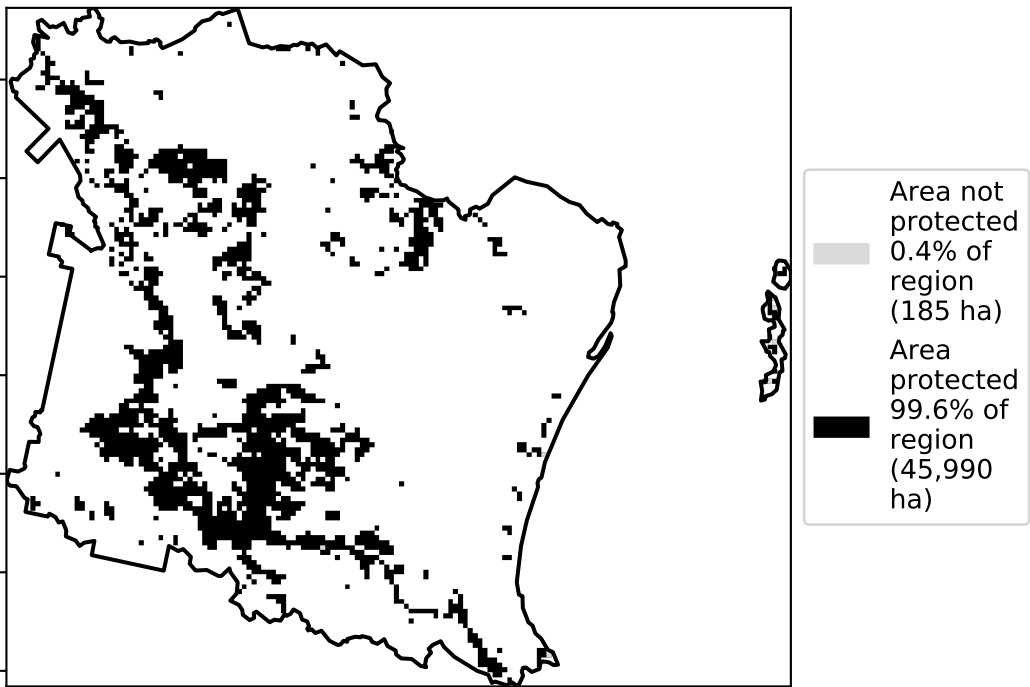 Area not
protected
0.4% of
region
(185 ha)
Area
protected
99.6% of
region
(45,990
ha)